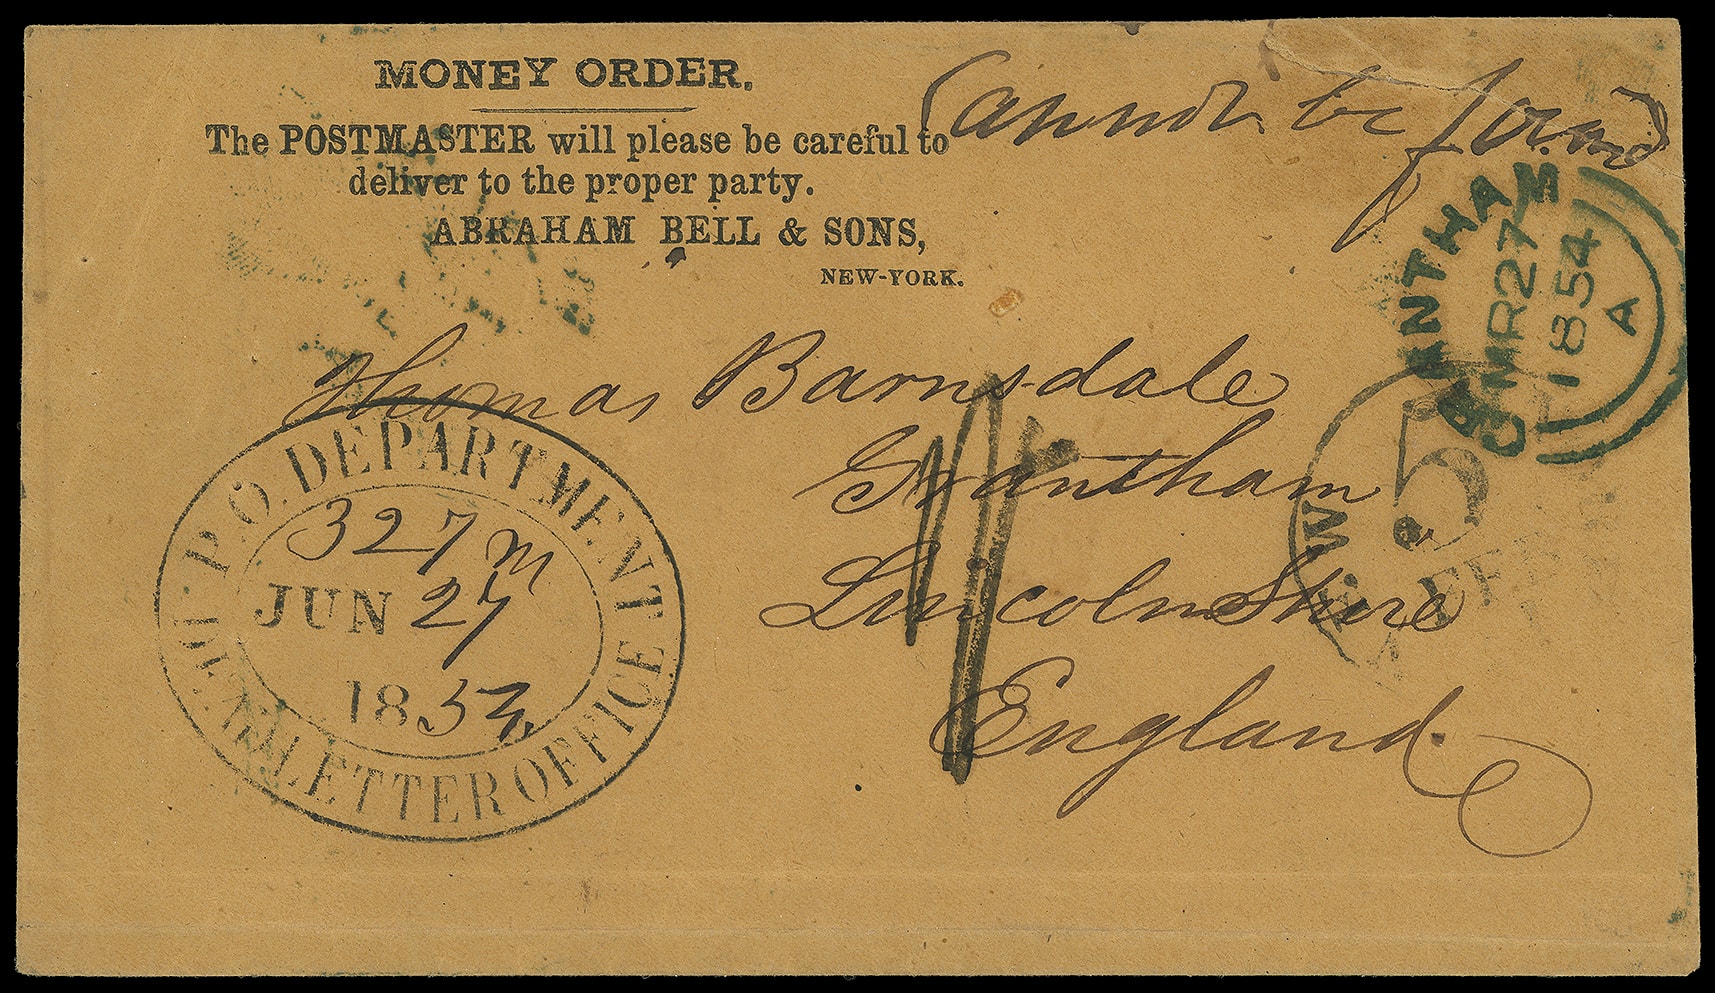 MONEY ORDER.
The POSTMASTER will please be careful to
deliver to the proper party.
ABRAHAM BELL & SONS,
NEW-YORK.
Cannot be found
GRANTHAM
MR 27
1854
A
Thomas Barnsdale
Grantham
Lincolnshire
England
5
P.O. DEPARTMENT
327 m
JUN 27
1854
DEAD LETTER OFFICE